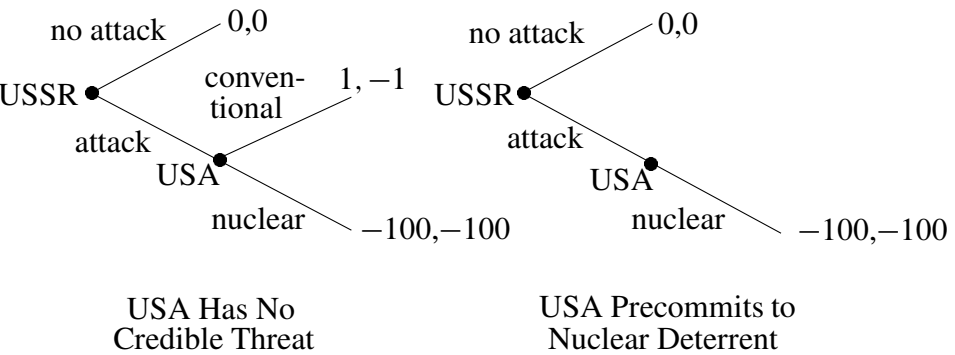 no attack
0,0
USSR
attack
conven-
tional
1, −1
USA
nuclear
−100,−100
USA Has No
Credible Threat
no attack
0,0
USSR
attack
USA
nuclear
−100,−100
USA Precommits to
Nuclear Deterrent